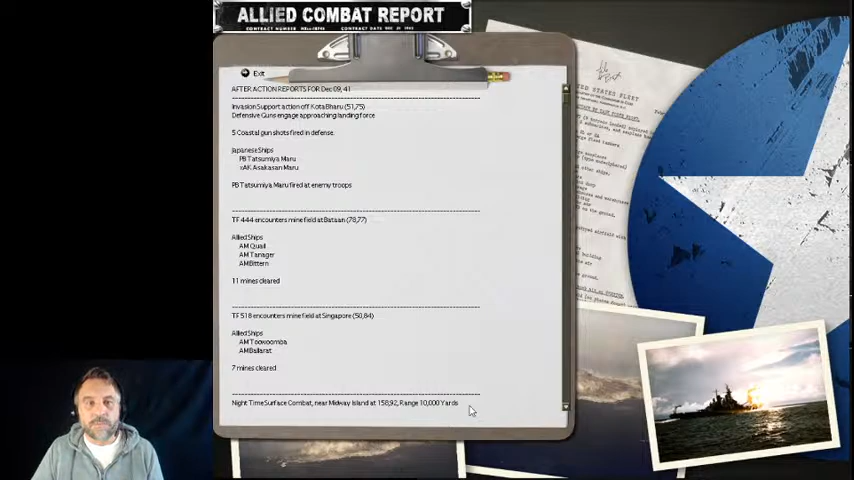 ALLIED COMBAT REPORT
Exit
AFTER ACTION REPORTS FOR Dec 09, 41
Invasion Support action off Kota Bharu (51,75)
Defensive Guns engage approaching landing force
5 Coastal gun shots fired in defense.
Japanese Ships
PB Tatsumiya Maru
xAK Asakasan Maru
PB Tatsumiya Maru fired at enemy troops
TF 444 encounters mine field at Bataan (78,77)
Allied Ships
AM Quail
AM Tanager
AM Bittern
11 mines cleared
TF 518 encounters mine field at Singapore (50,84)
Allied Ships
AM Toowoomba
AM Ballarat
7 mines cleared
Night Time Surface Combat, near Midway Island at 158,92, Range 10,000 Yards